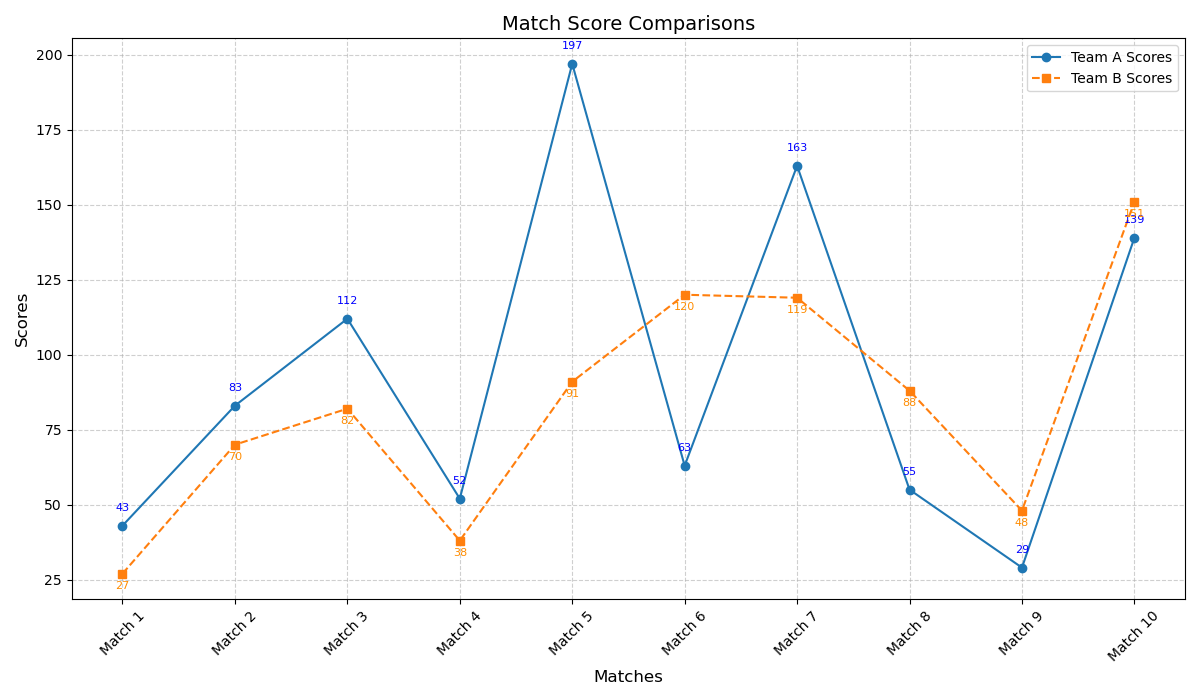 Match Score Comparisons
Team A Scores
Team B Scores
Scores
200
175
150
125
100
75
50
25
43
83
112
52
197
63
163
55
29
139
27
70
82
38
91
120
119
88
48
151
Match 1
Match 2
Match 3
Match 4
Match 5
Match 6
Match 7
Match 8
Match 9
Match 10
Matches